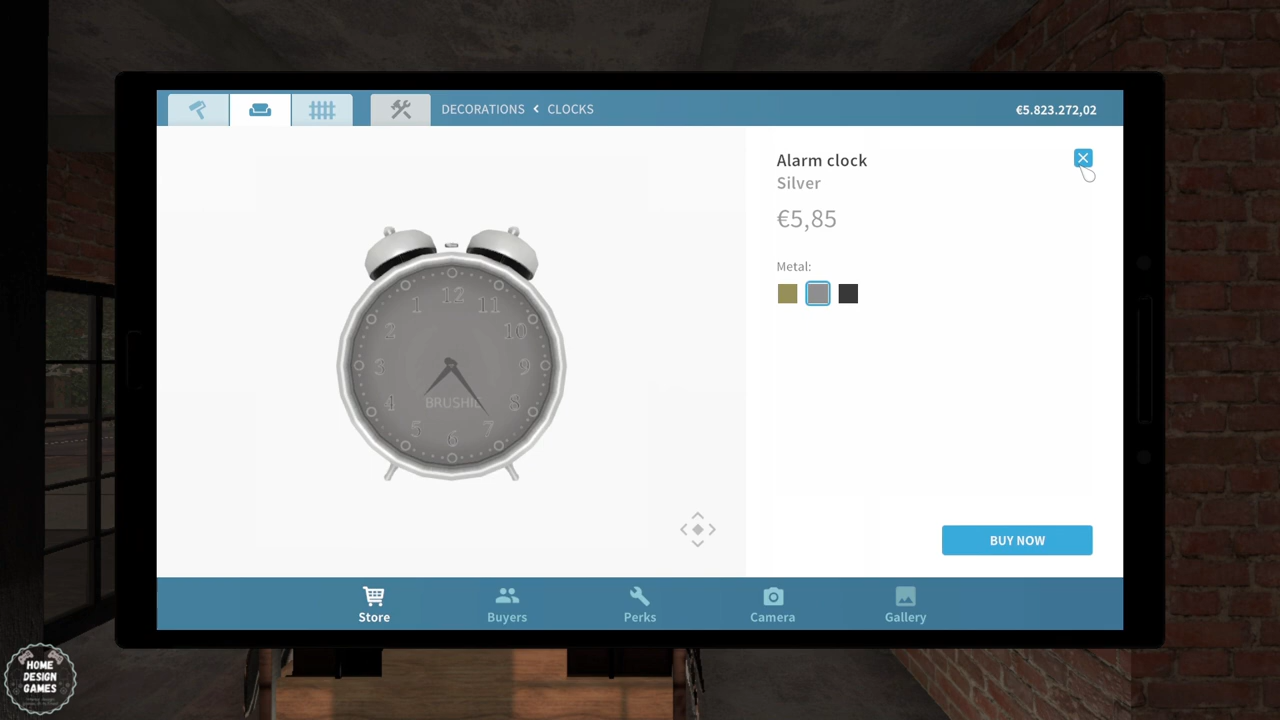 DECORATIONS < CLOCKS
€5.823.272,02
Alarm clock
Silver
€5,85
Metal:
12
1 11
2 10
3 9
4 8
5 7
6
BUY NOW
Store
Buyers
Perks
Camera
Gallery
HOME
DESIGN
GAMES